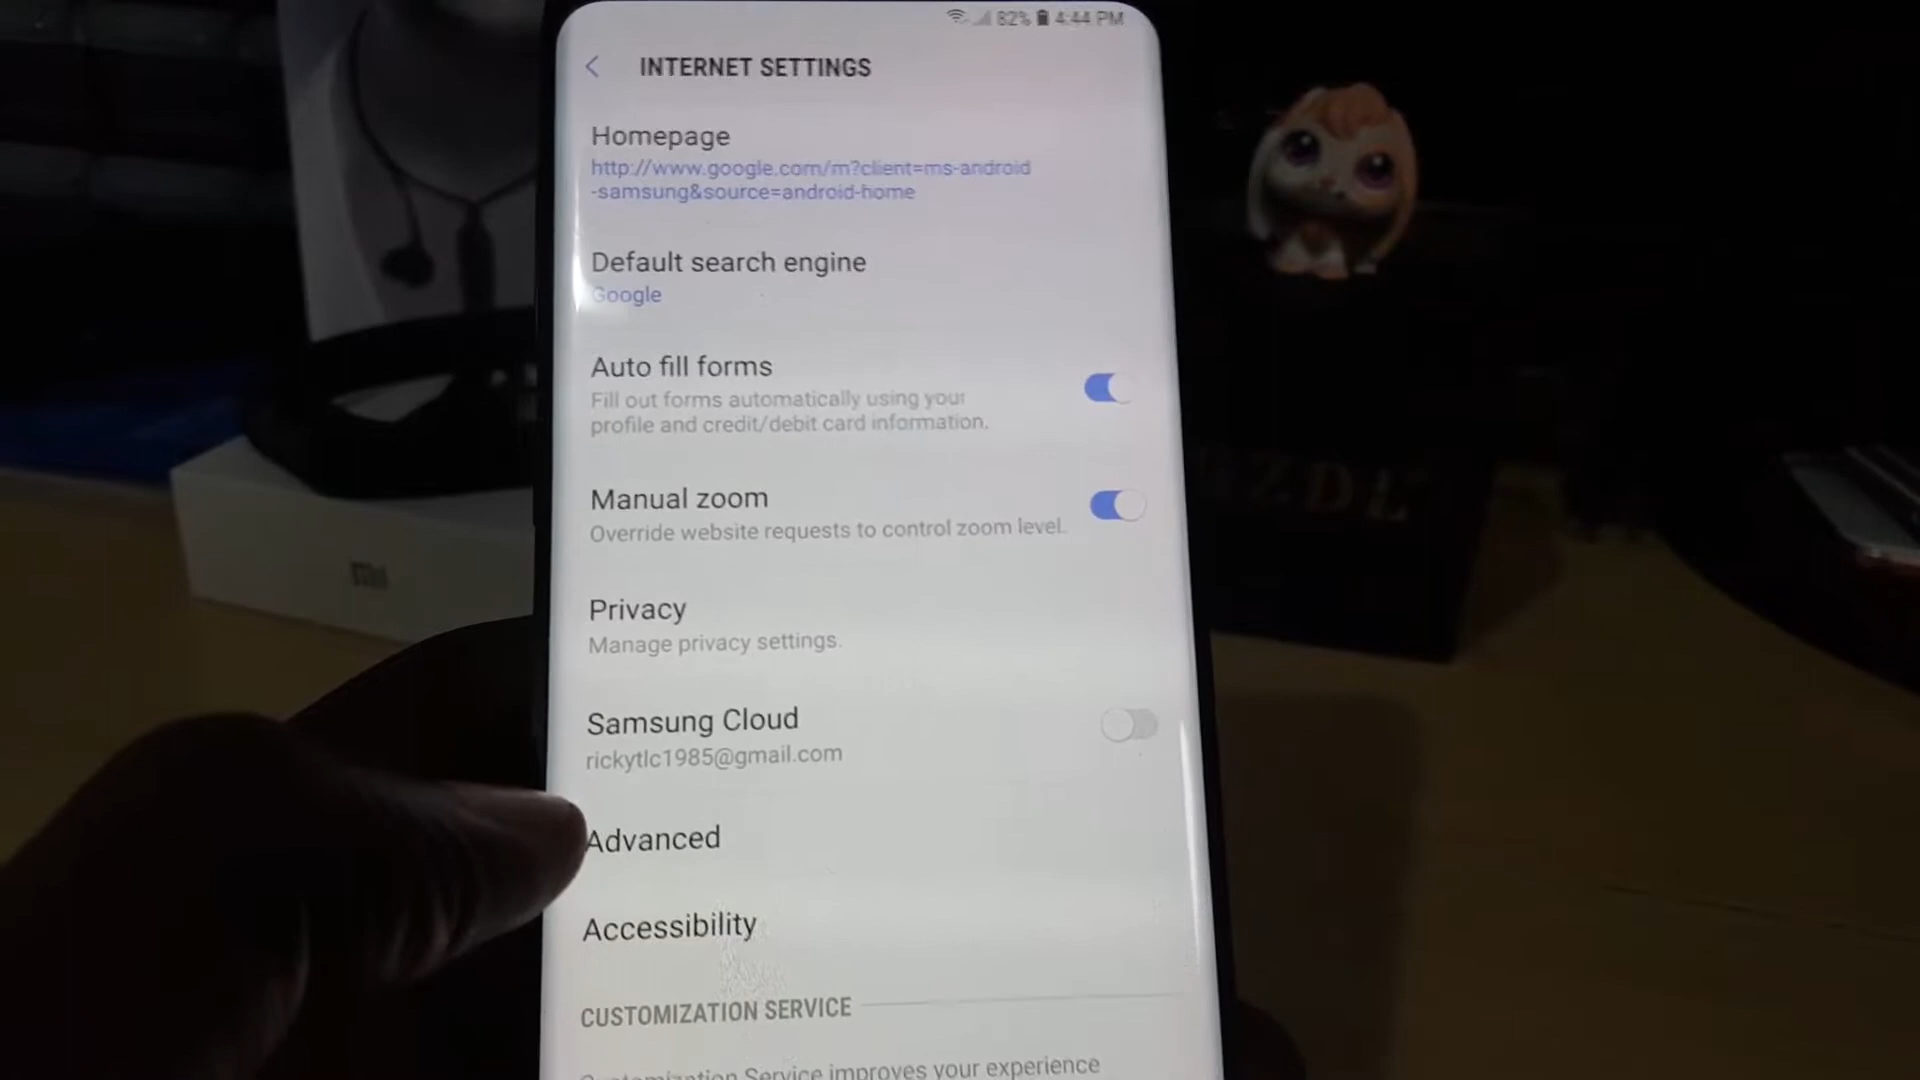 82% 4:44 PM
INTERNET SETTINGS
Homepage
http://www.google.com/m?client=ms-android
-samsung&source=android-home
Default search engine
Google
Auto fill forms
Fill out forms automatically using your
profile and credit/debit card information.
Manual zoom
Override website requests to control zoom level.
Privacy
Manage privacy settings.
Samsung Cloud
rickytlc1985@gmail.com
Advanced
Accessibility
CUSTOMIZATION SERVICE
Customization Service improves your experience
mi